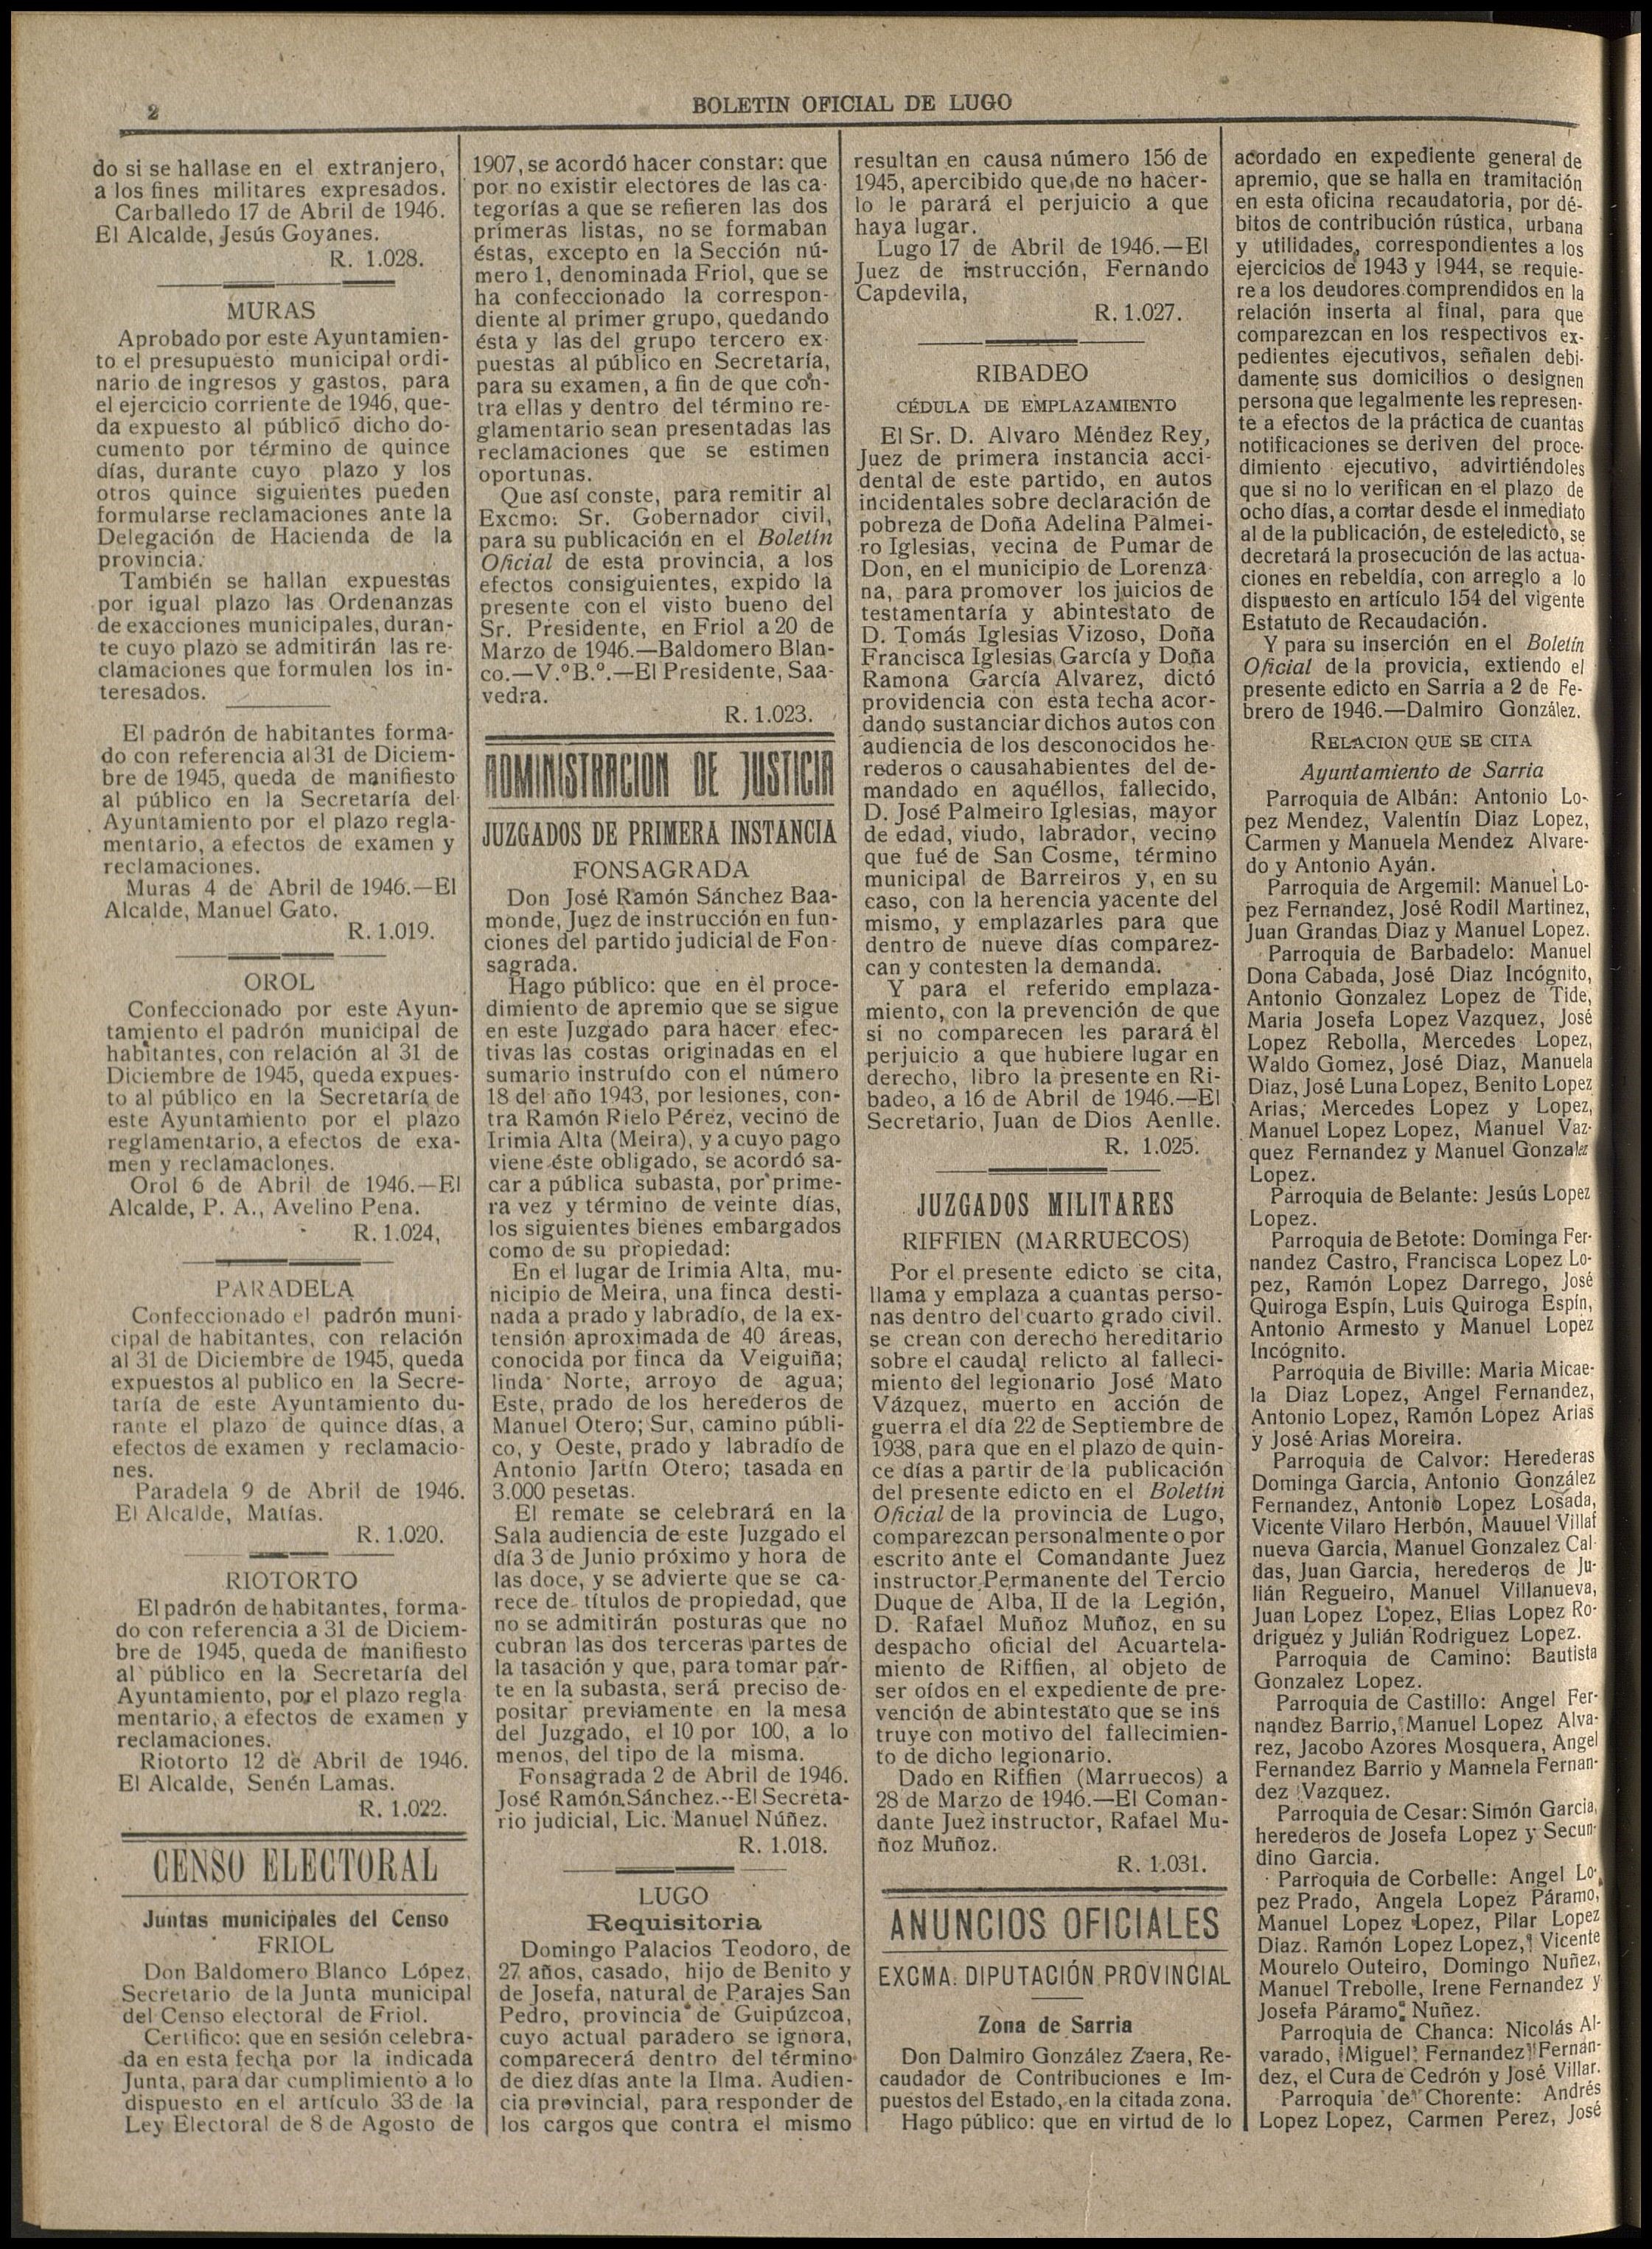 2
BOLETIN OFICIAL DE LUGO
do si se hallase en el extranjero,
a los fines militares expresados.
Carballedo 17 de Abril de 1946.
El Alcalde, Jesús Goyanes.
R. 1.028.
MURAS
Aprobado por este Ayuntamien-
to el presupuesto municipal ordi-
nario de ingresos y gastos, para
el ejercicio corriente de 1946, que-
da expuesto al público dicho do-
cumento por término de quince
días, durante cuyo plazo y los
otros quince siguientes pueden
formularse reclamaciones ante la
Delegación de Hacienda de la
provincia.
También se hallan expuestas
por igual plazo las Ordenanzas
de exacciones municipales, duran-
te cuyo plazo se admitirán las re-
clamaciones que formulen los in-
teresados.
El padrón de habitantes forma-
do con referencia al 31 de Diciem-
bre de 1945, queda de manifiesto
al público en la Secretaría del
Ayuntamiento por el plazo regla-
mentario, a efectos de examen y
reclamaciones.
Muras 4 de Abril de 1946.—El
Alcalde, Manuel Gato.
R. 1.019.
OROL
Confeccionado por este Ayun-
tamiento el padrón municipal de
habitantes, con relación al 31 de
Diciembre de 1945, queda expues-
to al público en la Secretaría de
este Ayuntamiento por el plazo
reglamentario, a efectos de exa-
men y reclamaciones.
Orol 6 de Abril de 1946.—El
Alcalde, P. A., Avelino Pena.
R. 1.024,
PARADELA
Confeccionado el padrón muni-
cipal de habitantes, con relación
al 31 de Diciembre de 1945, queda
expuestos al publico en la Secre-
taría de este Ayuntamiento du-
rante el plazo de quince días, a
efectos de examen y reclamacio-
nes.
Paradela 9 de Abril de 1946.
El Alcalde, Matías.
R. 1.020.
RIOTORTO
El padrón de habitantes, forma-
do con referencia a 31 de Diciem-
bre de 1945, queda de manifiesto
al público en la Secretaría del
Ayuntamiento, por el plazo regla-
mentario, a efectos de examen y
reclamaciones.
Riotorto 12 de Abril de 1946.
El Alcalde, Senén Lamas.
R. 1.022.
CENSO ELECTORAL
Juntas municipales del Censo
FRIOL
Don Baldomero Blanco López,
Secretario de la Junta municipal
del Censo electoral de Friol.
Certifico: que en sesión celebra-
da en esta fecha por la indicada
Junta, para dar cumplimiento a lo
dispuesto en el artículo 33 de la
Ley Electoral de 8 de Agosto de
1907, se acordó hacer constar: que
por no existir electores de las ca-
tegorías a que se refieren las dos
primeras listas, no se formaban
éstas, excepto en la Sección nú-
mero 1, denominada Friol, que se
ha confeccionado la correspon-
diente al primer grupo, quedando
ésta y las del grupo tercero ex-
puestas al público en Secretaría,
para su examen, a fin de que con-
tra ellas y dentro del término re-
glamentario sean presentadas las
reclamaciones que se estimen
oportunas.
Que así conste, para remitir al
Excmo. Sr. Gobernador civil,
para su publicación en el Boletín
Oficial de esta provincia, a los
efectos consiguientes, expido la
presente con el visto bueno del
Sr. Presidente, en Friol a 20 de
Marzo de 1946.—Baldomero Blan-
co.—V.º B.º.—El Presidente, Saa-
vedra.
R. 1.023.
ADMINISTRACION DE JUSTICIA
JUZGADOS DE PRIMERA INSTANCIA
FONSAGRADA
Don José Ramón Sánchez Baa-
monde, Juez de instrucción en fun-
ciones del partido judicial de Fon-
sagrada.
Hago público: que en el proce-
dimiento de apremio que se sigue
en este Juzgado para hacer efec-
tivas las costas originadas en el
sumario instruído con el número
18 del año 1943, por lesiones, con-
tra Ramón Rielo Pérez, vecino de
Irimia Alta (Meira), y a cuyo pago
viene éste obligado, se acordó sa-
car a pública subasta, por prime-
ra vez y término de veinte días,
los siguientes bienes embargados
como de su propiedad:
En el lugar de Irimia Alta, mu-
nicipio de Meira, una finca desti-
nada a prado y labradío, de la ex-
tensión aproximada de 40 áreas,
conocida por finca da Veiguiña;
linda Norte, arroyo de agua;
Este, prado de los herederos de
Manuel Otero; Sur, camino públi-
co, y Oeste, prado y labradío de
Antonio Jartín Otero; tasada en
3.000 pesetas.
El remate se celebrará en la
Sala audiencia de este Juzgado el
día 3 de Junio próximo y hora de
las doce, y se advierte que se ca-
rece de títulos de propiedad, que
no se admitirán posturas que no
cubran las dos terceras partes de
la tasación y que, para tomar par-
te en la subasta, será preciso de-
positar previamente en la mesa
del Juzgado, el 10 por 100, a lo
menos, del tipo de la misma.
Fonsagrada 2 de Abril de 1946.
José Ramón Sánchez.--El Secreta-
rio judicial, Lic. Manuel Núñez.
R. 1.018.
LUGO
Requisitoria
Domingo Palacios Teodoro, de
27 años, casado, hijo de Benito y
de Josefa, natural de Parajes San
Pedro, provincia de Guipúzcoa,
cuyo actual paradero se ignora,
comparecerá dentro del término
de diez días ante la Ilma. Audien-
cia provincial, para responder de
los cargos que contra el mismo
resultan en causa número 156 de
1945, apercibido que de no hacer-
lo le parará el perjuicio a que
haya lugar.
Lugo 17 de Abril de 1946.—El
Juez de instrucción, Fernando
Capdevila,
R. 1.027.
RIBADEO
CÉDULA DE EMPLAZAMIENTO
El Sr. D. Alvaro Méndez Rey,
Juez de primera instancia acci-
dental de este partido, en autos
incidentales sobre declaración de
pobreza de Doña Adelina Palmei-
ro Iglesias, vecina de Pumar de
Don, en el municipio de Lorenza-
na, para promover los juicios de
testamentaría y abintestato de
D. Tomás Iglesias Vizoso, Doña
Francisca Iglesias García y Doña
Ramona García Alvarez, dictó
providencia con esta fecha acor-
dando sustanciar dichos autos con
audiencia de los desconocidos he-
rederos o causahabientes del de-
mandado en aquéllos, fallecido,
D. José Palmeiro Iglesias, mayor
de edad, viudo, labrador, vecino
que fué de San Cosme, término
municipal de Barreiros y, en su
caso, con la herencia yacente del
mismo, y emplazarles para que
dentro de nueve días comparez-
can y contesten la demanda.
Y para el referido emplaza-
miento, con la prevención de que
si no comparecen les parará el
perjuicio a que hubiere lugar en
derecho, libro la presente en Ri-
badeo, a 16 de Abril de 1946.—El
Secretario, Juan de Dios Aenlle.
R. 1.025.
JUZGADOS MILITARES
RIFFIEN (MARRUECOS)
Por el presente edicto se cita,
llama y emplaza a cuantas perso-
nas dentro del cuarto grado civil.
se crean con derecho hereditario
sobre el caudal relicto al falleci-
miento del legionario José Mato
Vázquez, muerto en acción de
guerra el día 22 de Septiembre de
1938, para que en el plazo de quin-
ce días a partir de la publicación
del presente edicto en el Boletín
Oficial de la provincia de Lugo,
comparezcan personalmente o por
escrito ante el Comandante Juez
instructor Permanente del Tercio
Duque de Alba, II de la Legión,
D. Rafael Muñoz Muñoz, en su
despacho oficial del Acuartela-
miento de Riffien, al objeto de
ser oídos en el expediente de pre-
vención de abintestato que se ins
truye con motivo del fallecimien-
to de dicho legionario.
Dado en Riffien (Marruecos) a
28 de Marzo de 1946.—El Coman-
dante Juez instructor, Rafael Mu-
ñoz Muñoz.
R. 1.031.
ANUNCIOS OFICIALES
EXCMA. DIPUTACIÓN PROVINCIAL
Zona de Sarria
Don Dalmiro González Zaera, Re-
caudador de Contribuciones e Im-
puestos del Estado, en la citada zona.
Hago público: que en virtud de lo
acordado en expediente general de
apremio, que se halla en tramitación
en esta oficina recaudatoria, por dé-
bitos de contribución rústica, urbana
y utilidades, correspondientes a los
ejercicios de 1943 y 1944, se requie-
re a los deudores comprendidos en la
relación inserta al final, para que
comparezcan en los respectivos ex-
pedientes ejecutivos, señalen debi-
damente sus domicilios o designen
persona que legalmente les represen-
te a efectos de la práctica de cuantas
notificaciones se deriven del proce-
dimiento ejecutivo, advirtiéndoles
que si no lo verifican en el plazo de
ocho días, a contar desde el inmediato
al de la publicación, de este edicto, se
decretará la prosecución de las actua-
ciones en rebeldía, con arreglo a lo
dispuesto en artículo 154 del vigente
Estatuto de Recaudación.
Y para su inserción en el Boletín
Oficial de la provicia, extiendo el
presente edicto en Sarria a 2 de Fe-
brero de 1946.—Dalmiro González.
RELACION QUE SE CITA
Ayuntamiento de Sarria
Parroquia de Albán: Antonio Lo-
pez Mendez, Valentín Diaz Lopez,
Carmen y Manuela Mendez Alvare-
do y Antonio Ayán.
Parroquia de Argemil: Manuel Lo-
pez Fernandez, José Rodil Martinez,
Juan Grandas Diaz y Manuel Lopez.
Parroquia de Barbadelo: Manuel
Dona Cabada, José Diaz Incógnito,
Antonio Gonzalez Lopez de Tide,
Maria Josefa Lopez Vazquez, José
Lopez Rebolla, Mercedes Lopez,
Waldo Gomez, José Diaz, Manuela
Diaz, José Luna Lopez, Benito Lopez
Arias, Mercedes Lopez y Lopez,
Manuel Lopez Lopez, Manuel Vaz-
quez Fernandez y Manuel Gonzalez
Lopez.
Parroquia de Belante: Jesús Lopez
Lopez.
Parroquia de Betote: Dominga Fer-
nandez Castro, Francisca Lopez Lo-
pez, Ramón Lopez Darrego, José
Quiroga Espín, Luis Quiroga Espín,
Antonio Armesto y Manuel Lopez
Incógnito.
Parroquia de Biville: Maria Micae-
la Diaz Lopez, Angel Fernandez,
Antonio Lopez, Ramón Lopez Arias
y José Arias Moreira.
Parroquia de Calvor: Herederas
Dominga Garcia, Antonio González
Fernandez, Antonio Lopez Losada,
Vicente Vilaro Herbón, Mauuel Villaf
nueva Garcia, Manuel Gonzalez Cal-
das, Juan Garcia, herederos de Ju-
lián Regueiro, Manuel Villanueva,
Juan Lopez Lopez, Elias Lopez Ro-
driguez y Julián Rodriguez Lopez.
Parroquia de Camino: Bautista
Gonzalez Lopez.
Parroquia de Castillo: Angel Fer-
nandez Barrio, Manuel Lopez Alva-
rez, Jacobo Azores Mosquera, Angel
Fernandez Barrio y Mannela Fernan-
dez Vazquez.
Parroquia de Cesar: Simón Garcia,
herederos de Josefa Lopez y Secun-
dino Garcia.
Parroquia de Corbelle: Angel Lo-
pez Prado, Angela Lopez Páramo,
Manuel Lopez Lopez, Pilar Lopez
Diaz. Ramón Lopez Lopez, Vicente
Mourelo Outeiro, Domingo Nuñez,
Manuel Trebolle, Irene Fernandez y
Josefa Páramo Nuñez.
Parroquia de Chanca: Nicolás Al-
varado, Miguel Fernandez Fernan-
dez, el Cura de Cedrón y José Villar.
Parroquia de Chorente: Andrés
Lopez Lopez, Carmen Perez, José